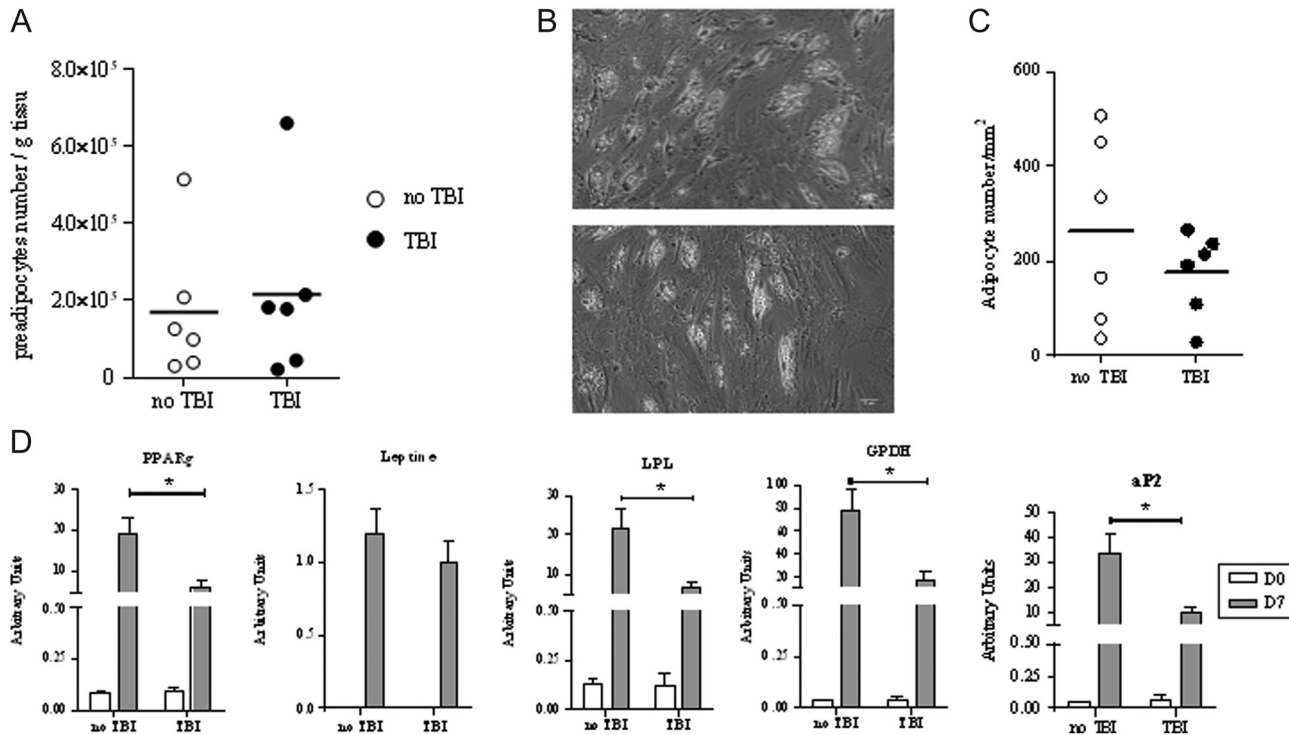 A
B
C
preadipocytes number / g tissu
8.0×10⁵
6.0×10⁵
4.0×10⁵
2.0×10⁵
0
no TBI
TBI
no TBI
TBI
Adipocyte number/mm²
600
400
200
0
no TBI
TBI
D
PPARg
*
Arbitrary Unit
Arbitrary Units
30
20
10
0.50
0.25
0.00
no TBI
TBI
Leptine
Arbitrary Units
1.5
1.0
0.5
0.0
no TBI
TBI
LPL
*
Arbitrary Unit
Arbitrary Units
30
20
10
0.50
0.25
0.00
no TBI
TBI
GPDH
*
Arbitrary Units
100
80
60
40
20
0.50
0.25
0.00
no TBI
TBI
aP2
*
Arbitrary Units
50
40
30
20
10
0.50
0.25
0.00
no TBI
TBI
D0
D7